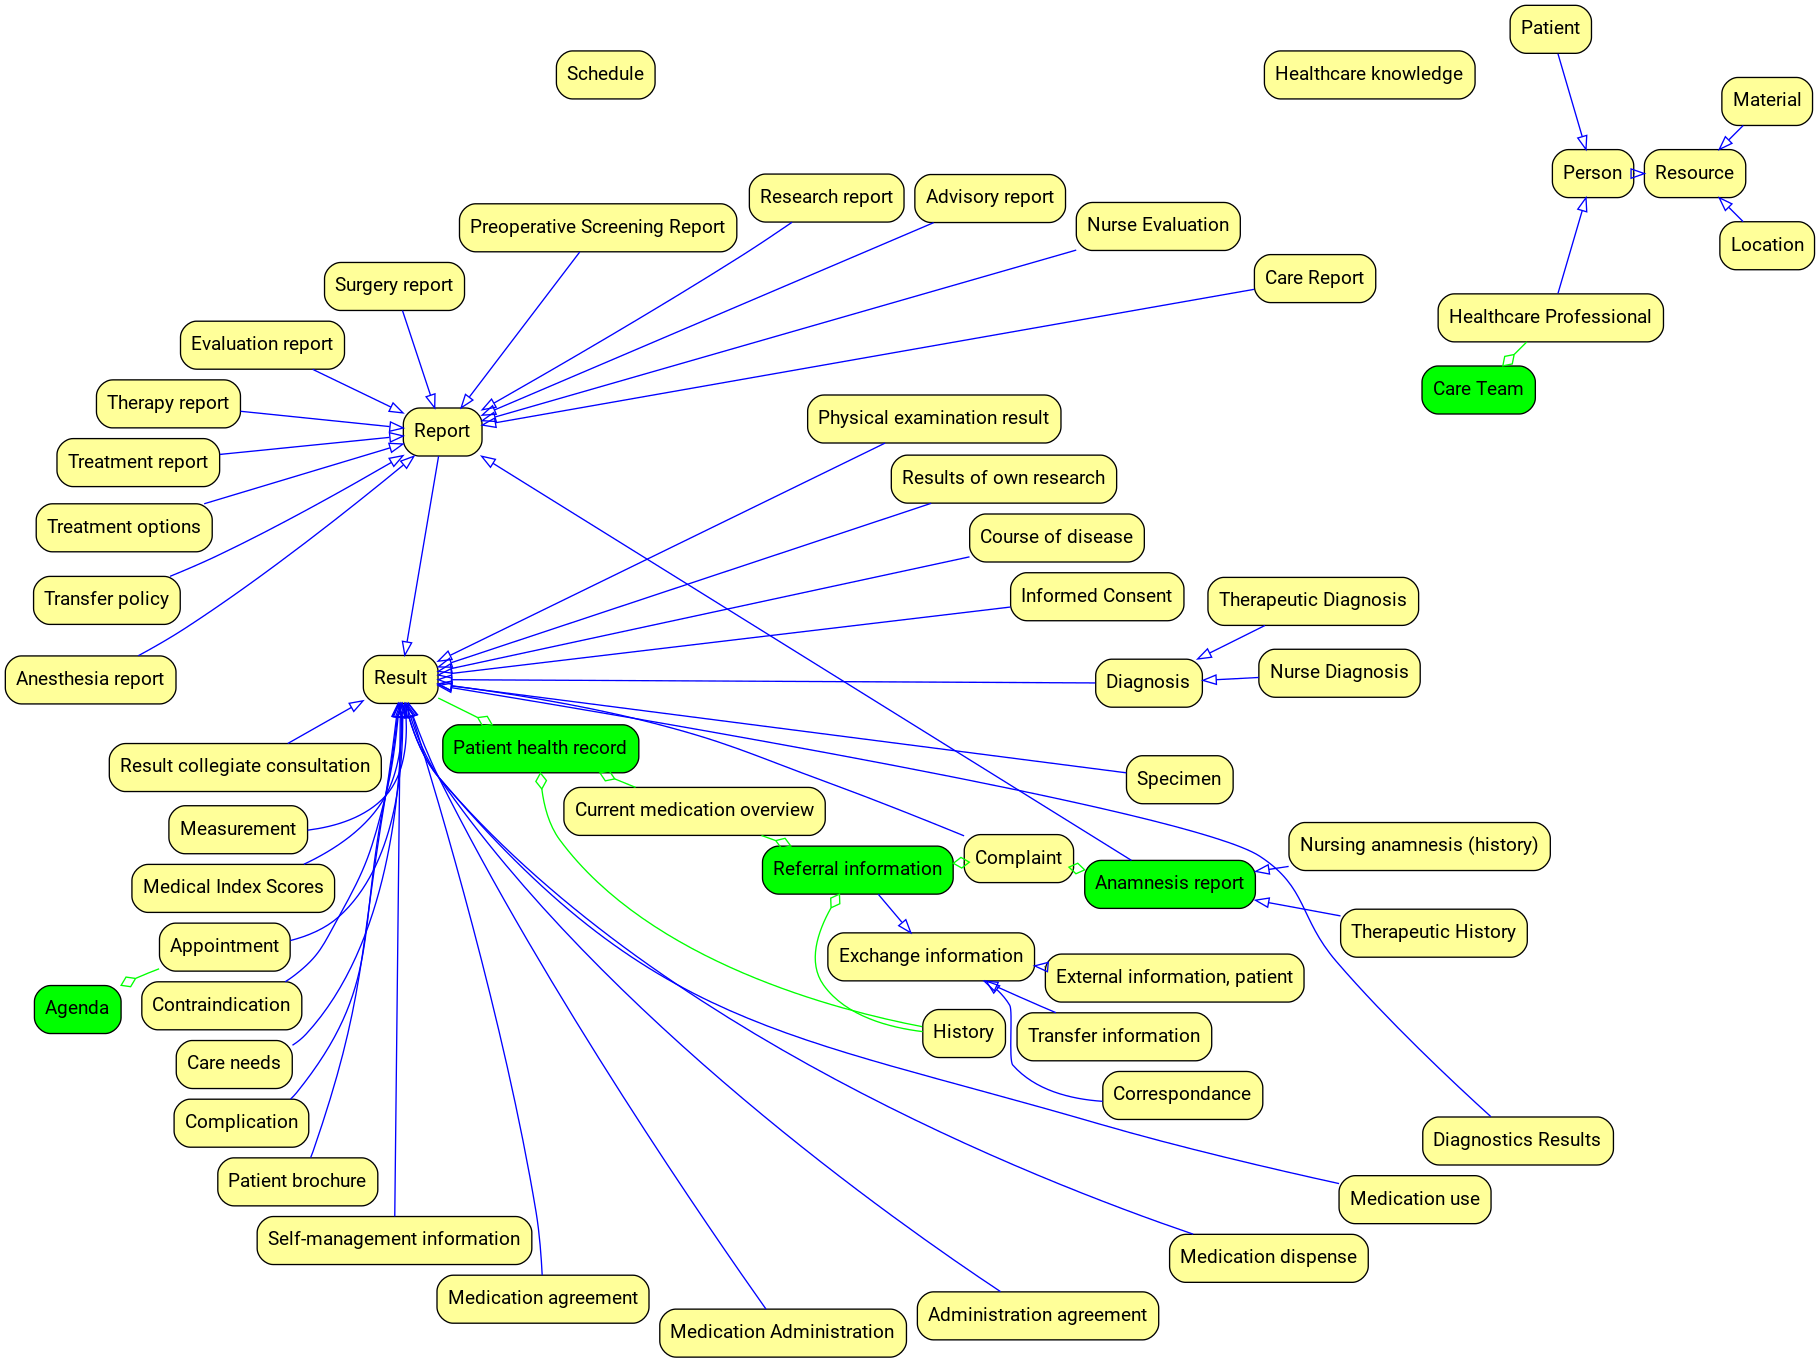 Patient
Schedule
Healthcare knowledge
Material
Person
Resource
Research report
Advisory report
Preoperative Screening Report
Nurse Evaluation
Location
Surgery report
Care Report
Healthcare Professional
Evaluation report
Care Team
Therapy report
Physical examination result
Report
Treatment report
Results of own research
Treatment options
Course of disease
Transfer policy
Informed Consent
Therapeutic Diagnosis
Anesthesia report
Result
Diagnosis
Nurse Diagnosis
Patient health record
Result collegiate consultation
Specimen
Current medication overview
Measurement
Nursing anamnesis (history)
Complaint
Referral information
Anamnesis report
Medical Index Scores
Therapeutic History
Appointment
Exchange information
External information, patient
Agenda
Contraindication
History
Transfer information
Care needs
Correspondance
Complication
Diagnostics Results
Patient brochure
Medication use
Self-management information
Medication dispense
Medication agreement
Administration agreement
Medication Administration